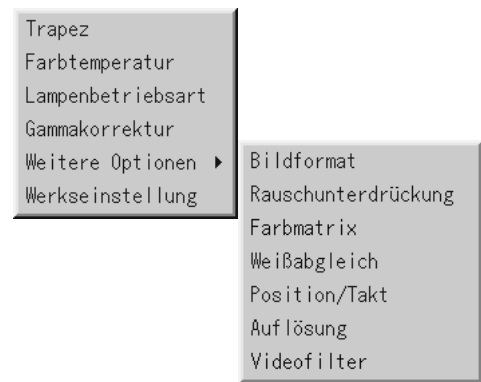 Trapez
Farbtemperatur
Lampenbetriebsart
Gammakorrektur
Weitere Optionen ▶
Werkseinstellung
Bildformat
Rauschunterdrückung
Farbmatrix
Weißabgleich
Position/Takt
Auflösung
Videofilter